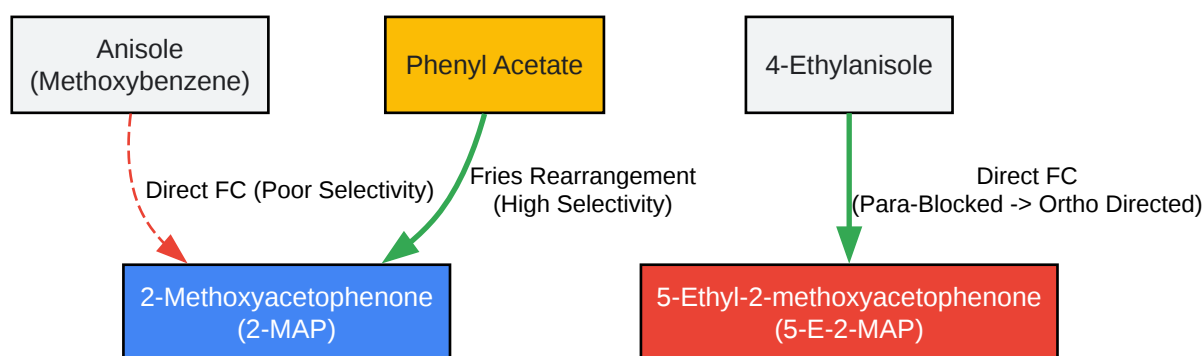 Anisole
(Methoxybenzene)
Phenyl Acetate
4-Ethylanisole
Direct FC (Poor Selectivity)
Fries Rearrangement
(High Selectivity)
Direct FC
(Para-Blocked -> Ortho Directed)
2-Methoxyacetophenone
(2-MAP)
5-Ethyl-2-methoxyacetophenone
(5-E-2-MAP)